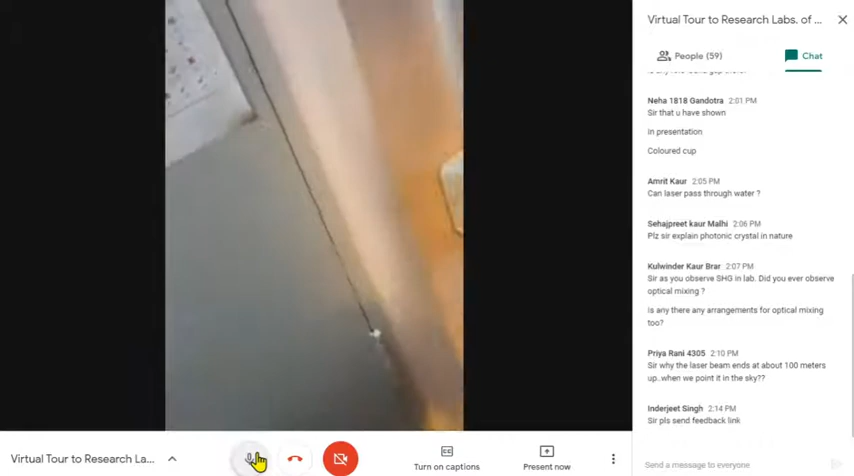 Virtual Tour to Research Labs. of ...
People (59)
Chat
Neha 1818 Gandotra 2:01 PM
Sir that u have shown
In presentation
Coloured cup
Amrit Kaur 2:05 PM
Can laser pass through water ?
Sehajpreet kaur Malhi 2:06 PM
Plz sir explain photonic crystal in nature
Kulwinder Kaur Brar 2:07 PM
Sir as you observe SHG in lab. Did you ever observe
optical mixing ?
Is any there any arrangements for optical mixing
too?
Priya Rani 4305 2:10 PM
Sir why the laser beam ends at about 100 meters
up..when we point it in the sky??
Inderjeet Singh 2:14 PM
Sir pls send feedback link
Send a message to everyone
Virtual Tour to Research La...
Turn on captions
Present now